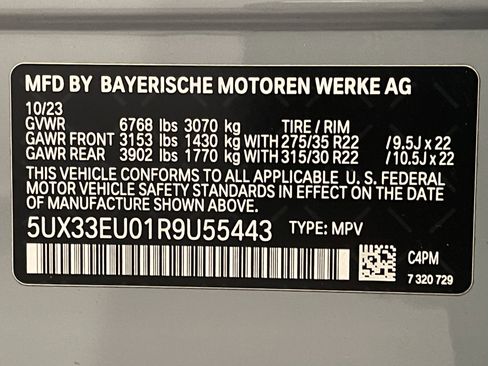 MFD BY BAYERISCHE MOTOREN WERKE AG
10/23
GVWR 6768 lbs 3070 kg TIRE / RIM
GAWR FRONT 3153 lbs 1430 kg WITH 275/35 R22 / 9.5J x 22
GAWR REAR 3902 lbs 1770 kg WITH 315/30 R22 / 10.5J x 22
THIS VEHICLE CONFORMS TO ALL APPLICABLE U. S. FEDERAL
MOTOR VEHICLE SAFETY STANDARDS IN EFFECT ON THE DATE
OF MANUFACTURE SHOWN ABOVE.
5UX33EU01R9U55443 TYPE: MPV
C4PM
7 320 729